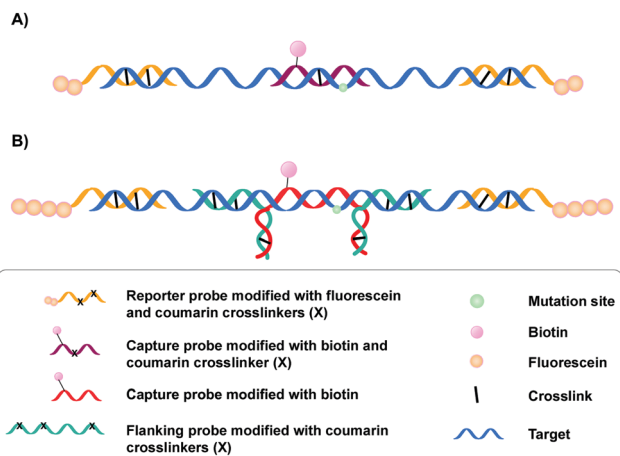 A)
B)
Reporter probe modified with fluorescein
and coumarin crosslinkers (X)
Capture probe modified with biotin and
coumarin crosslinker (X)
Capture probe modified with biotin
Flanking probe modified with coumarin
crosslinkers (X)
X
X
X
X
X
X
Mutation site
Biotin
Fluorescein
Crosslink
Target